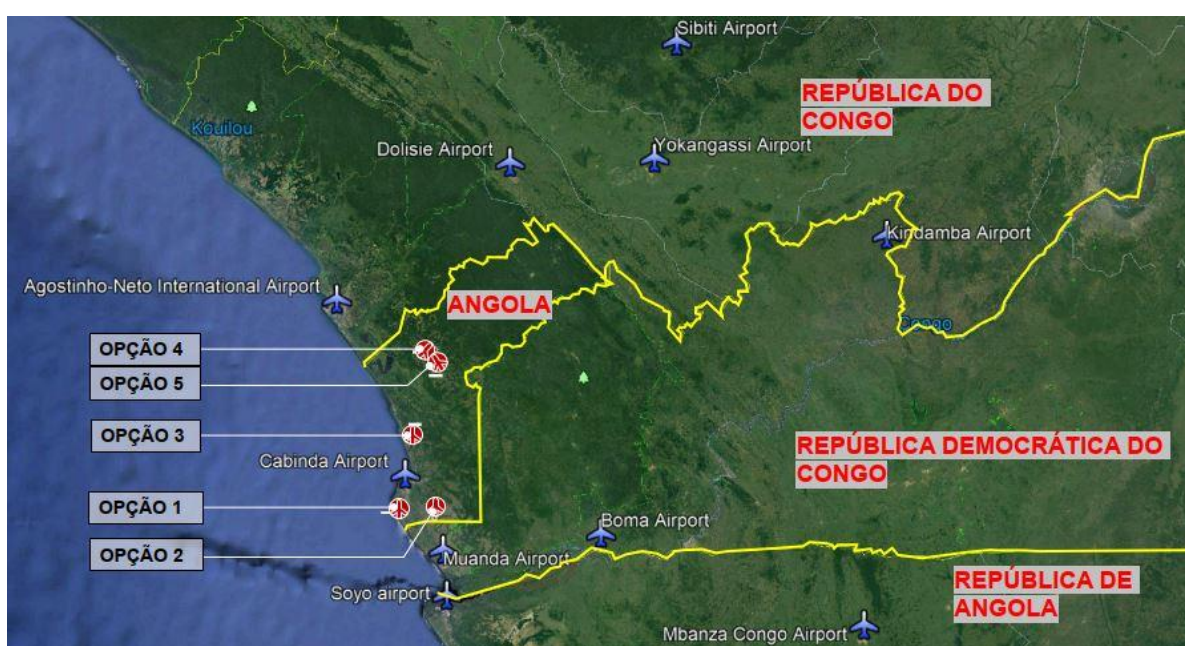 Sibiti Airport
REPÚBLICA DO
CONGO
Kouilou
Dolisie Airport
Yokangassi Airport
Kindamba Airport
Agostinho-Neto International Airport
ANGOLA
Congo
OPÇÃO 4
OPÇÃO 5
OPÇÃO 3
REPÚBLICA DEMOCRÁTICA DO
CONGO
Cabinda Airport
OPÇÃO 1
Boma Airport
OPÇÃO 2
Muanda Airport
Soyo airport
REPÚBLICA DE
ANGOLA
Mbanza Congo Airport